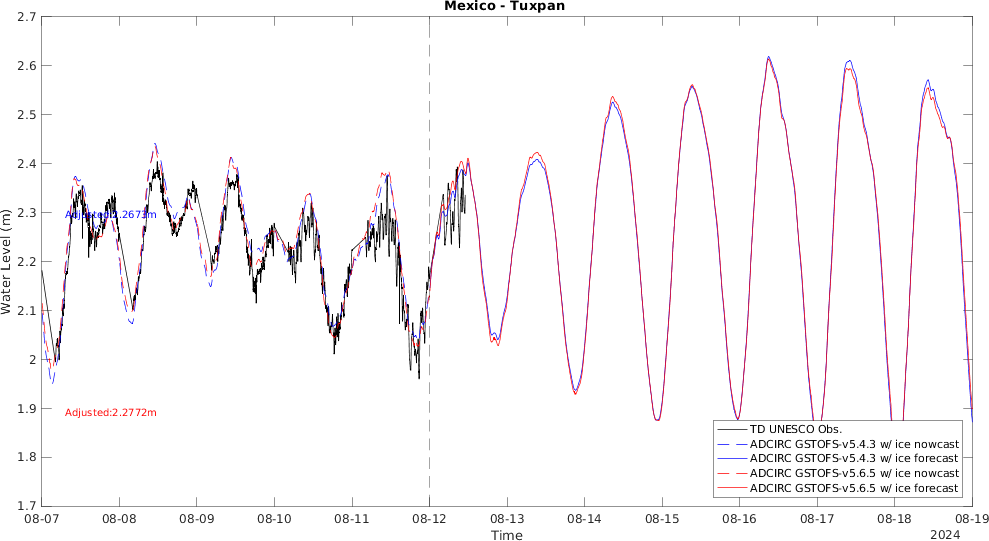 Mexico - Tuxpan
2.7
2.6
2.5
2.4
2.3
2.2
2.1
2
1.9
1.8
1.7
Water Level (m)
Adjusted:2.2673m
Adjusted:2.2772m
TD UNESCO Obs.
ADCIRC GSTOFS-v5.4.3 w/ ice nowcast
ADCIRC GSTOFS-v5.4.3 w/ ice forecast
ADCIRC GSTOFS-v5.6.5 w/ ice nowcast
ADCIRC GSTOFS-v5.6.5 w/ ice forecast
08-07 08-08 08-09 08-10 08-11 08-12 08-13 08-14 08-15 08-16 08-17 08-18 08-19
Time
2024